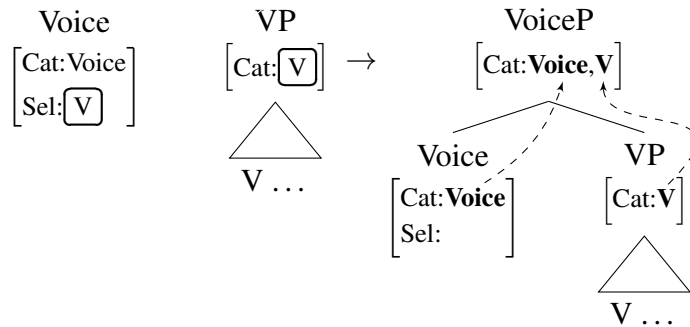 Voice VP VoiceP
[Cat:Voice Sel: V] [Cat: V] → [Cat:Voice,V]
V …
Voice VP
[Cat:Voice Sel:] [Cat:V]
V …